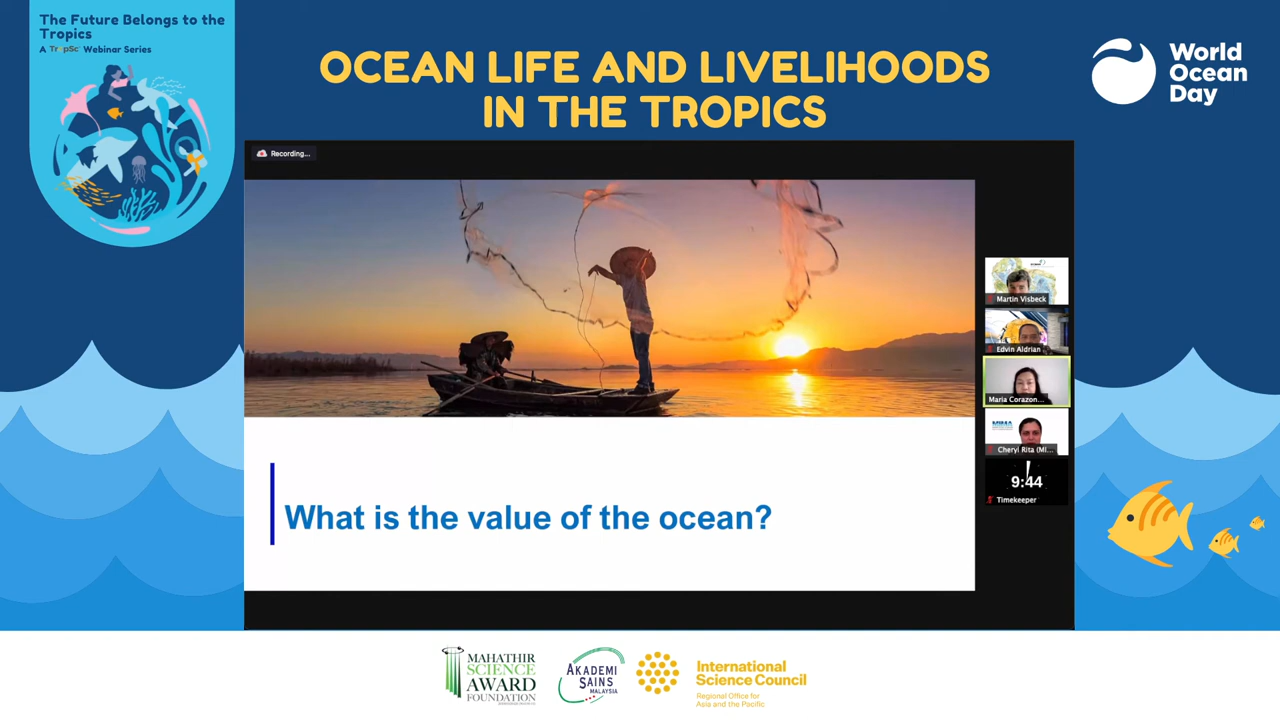 The Future Belongs to the
Tropics
A TropSc Webinar Series
OCEAN LIFE AND LIVELIHOODS
IN THE TROPICS
World
Ocean
Day
Recording...
Martin Visbeck
Edvin Aldrian
Maria Corazon...
MIMA
Cheryl Rita (MI...
9:44
Timekeeper
What is the value of the ocean?
MAHATHIR
SCIENCE
AWARD
FOUNDATION
AKADEMI
SAINS
MALAYSIA
International
Science Council
Regional Office for
Asia and the Pacific